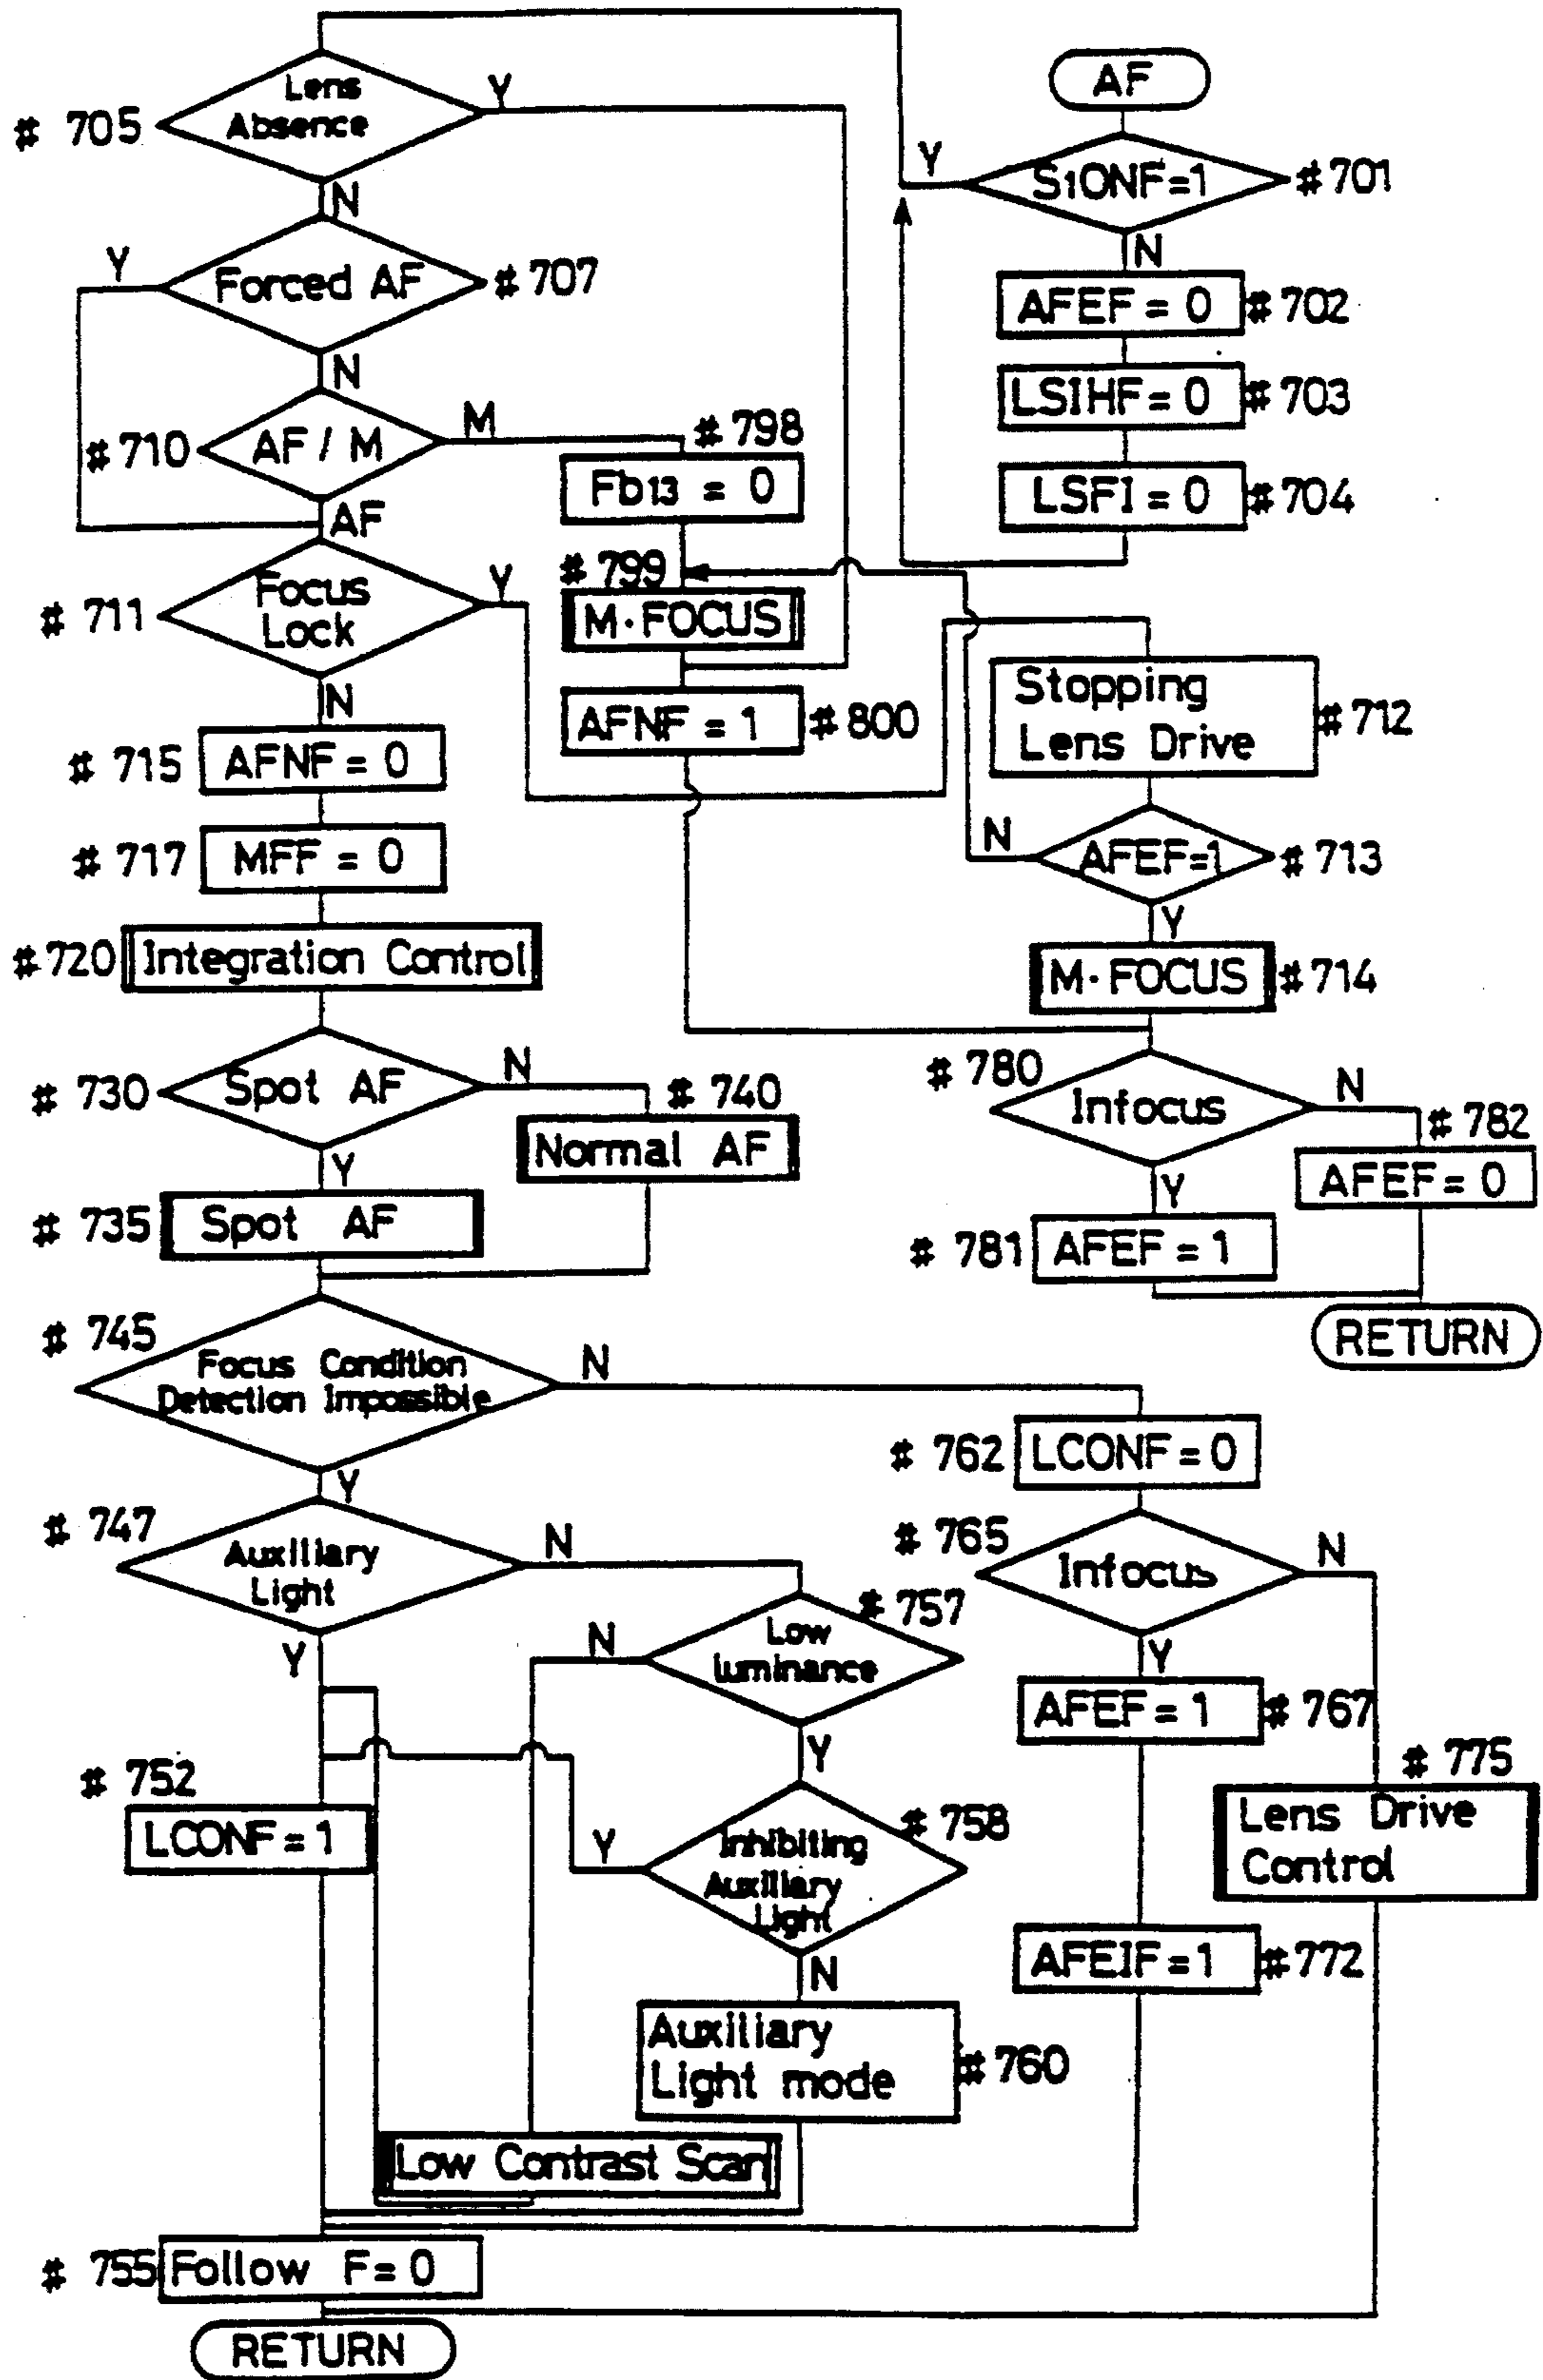 AF
S1ONF=1
Y
N
# 701
AFEF = 0
# 702
LSIHF = 0
# 703
LSFI = 0
# 704
Lens
Absence
Y
N
# 705
Forced AF
Y
N
# 707
AF / M
M
AF
# 710
# 798
Fb13 = 0
# 799
M·FOCUS
AFNF = 1
# 800
Focus
Lock
Y
N
# 711
Stopping
Lens Drive
# 712
AFEF=1
N
Y
# 713
M·FOCUS
# 714
# 715
AFNF = 0
# 717
MFF = 0
# 720
Integration Control
# 730
Spot AF
N
Y
# 740
Normal AF
# 735
Spot AF
# 780
Infocus
N
Y
# 782
AFEF = 0
# 781
AFEF = 1
RETURN
# 745
Focus Condition
Detection Impossible
N
Y
# 762
LCONF = 0
# 747
Auxiliary
Light
N
Y
# 765
Infocus
N
Y
# 757
Low
luminance
N
Y
AFEF = 1
# 767
# 752
LCONF = 1
# 758
Inhibiting
Auxiliary
Light
Y
N
# 775
Lens Drive
Control
AFEIF = 1
# 772
Auxiliary
Light mode
# 760
Low Contrast Scan
# 755
Follow F = 0
RETURN